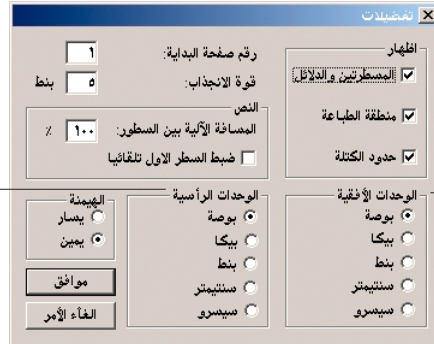 تفضيلات
اظهار
المسطرتين والدلائل
منطقة الطباعة
حدود الكتلة
رقم صفحة البداية: ١
قوة الانجذاب: ٥ بنط
النص
المسافة الآلية بين السطور: ١٠٠ ٪
ضبط السطر الاول تلقائيا
الوحدات الأفقية
بوصة
بيكا
بنط
سنتيمتر
سيسرو
الوحدات الرأسية
بوصة
بيكا
بنط
سنتيمتر
سيسرو
الهيمنة
يسار
يمين
موافق
الغآء الأمر